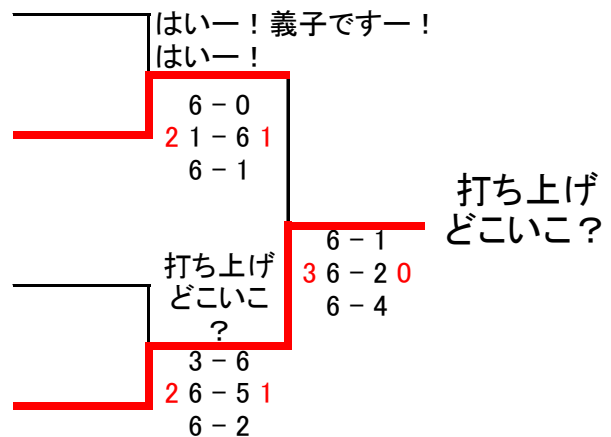 はいー！義子ですー！
はいー！
6－0
2 1－6 1
6－1
打ち上げ
どこいこ？
6－1
3 6－2 0
6－4
打ち上げ
どこいこ
？
3－6
2 6－5 1
6－2